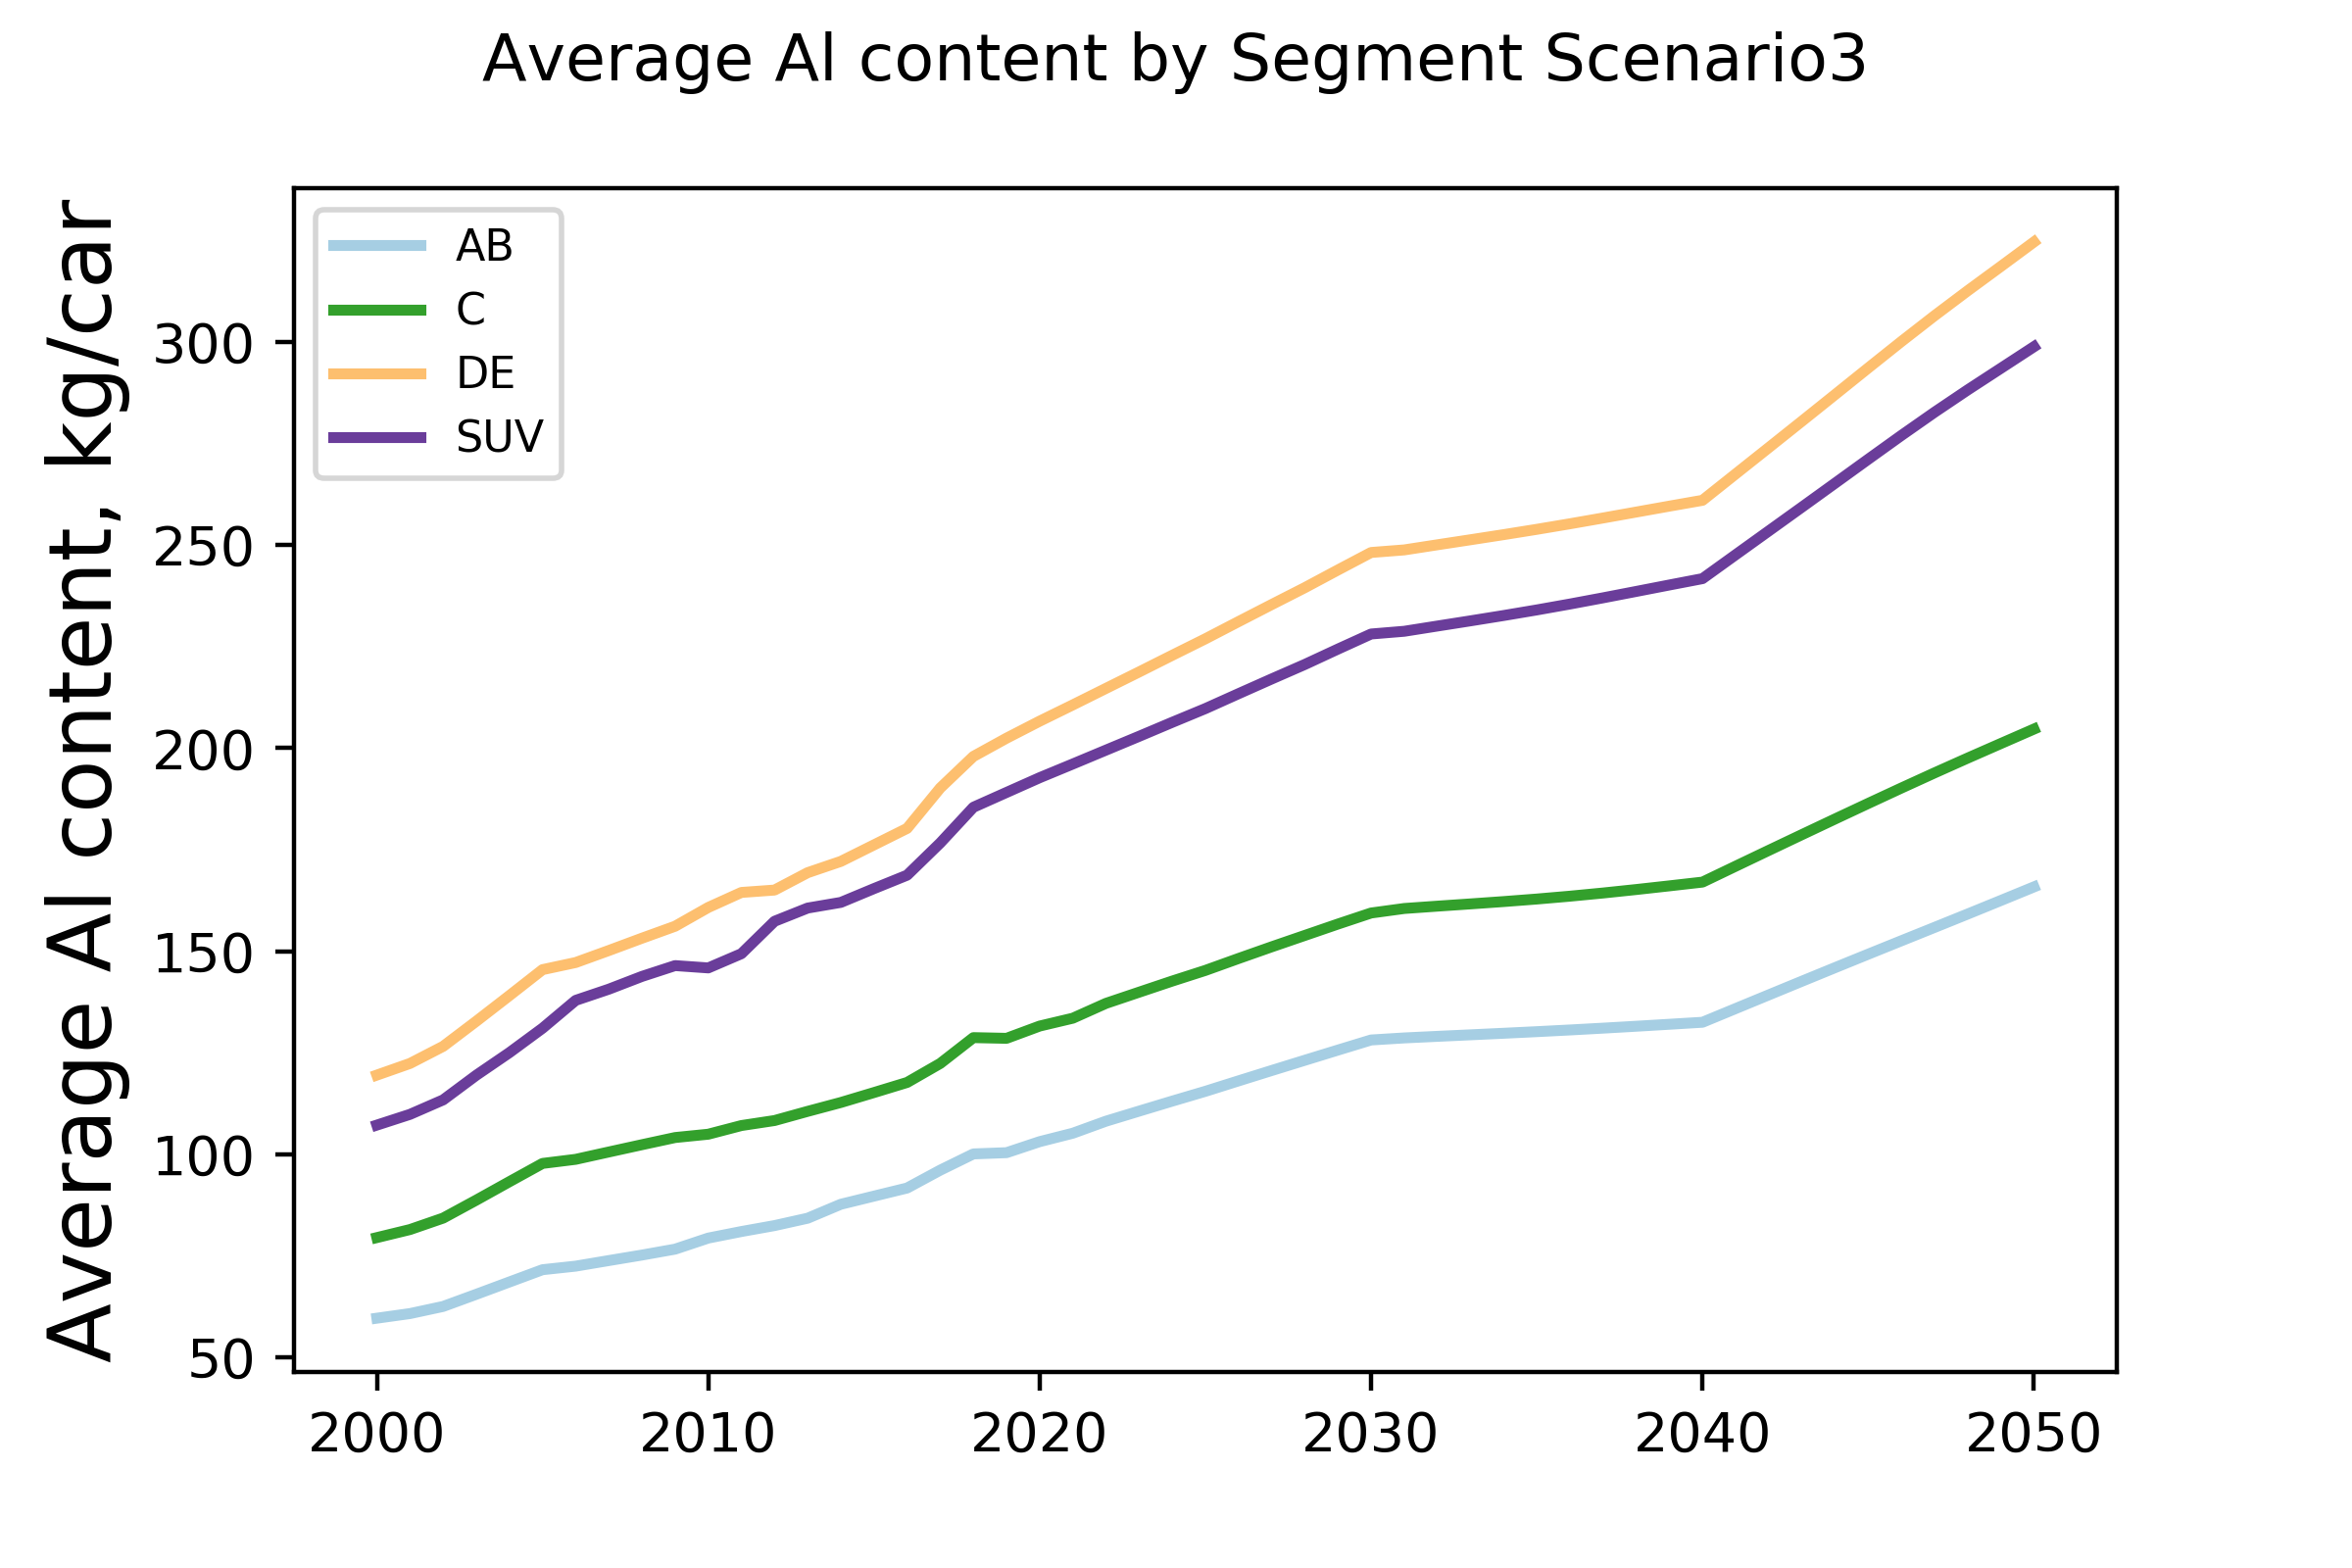 Average Al content by Segment Scenario3
Average Al content, kg/car
AB
C
DE
SUV
300
250
200
150
100
50
2000 2010 2020 2030 2040 2050